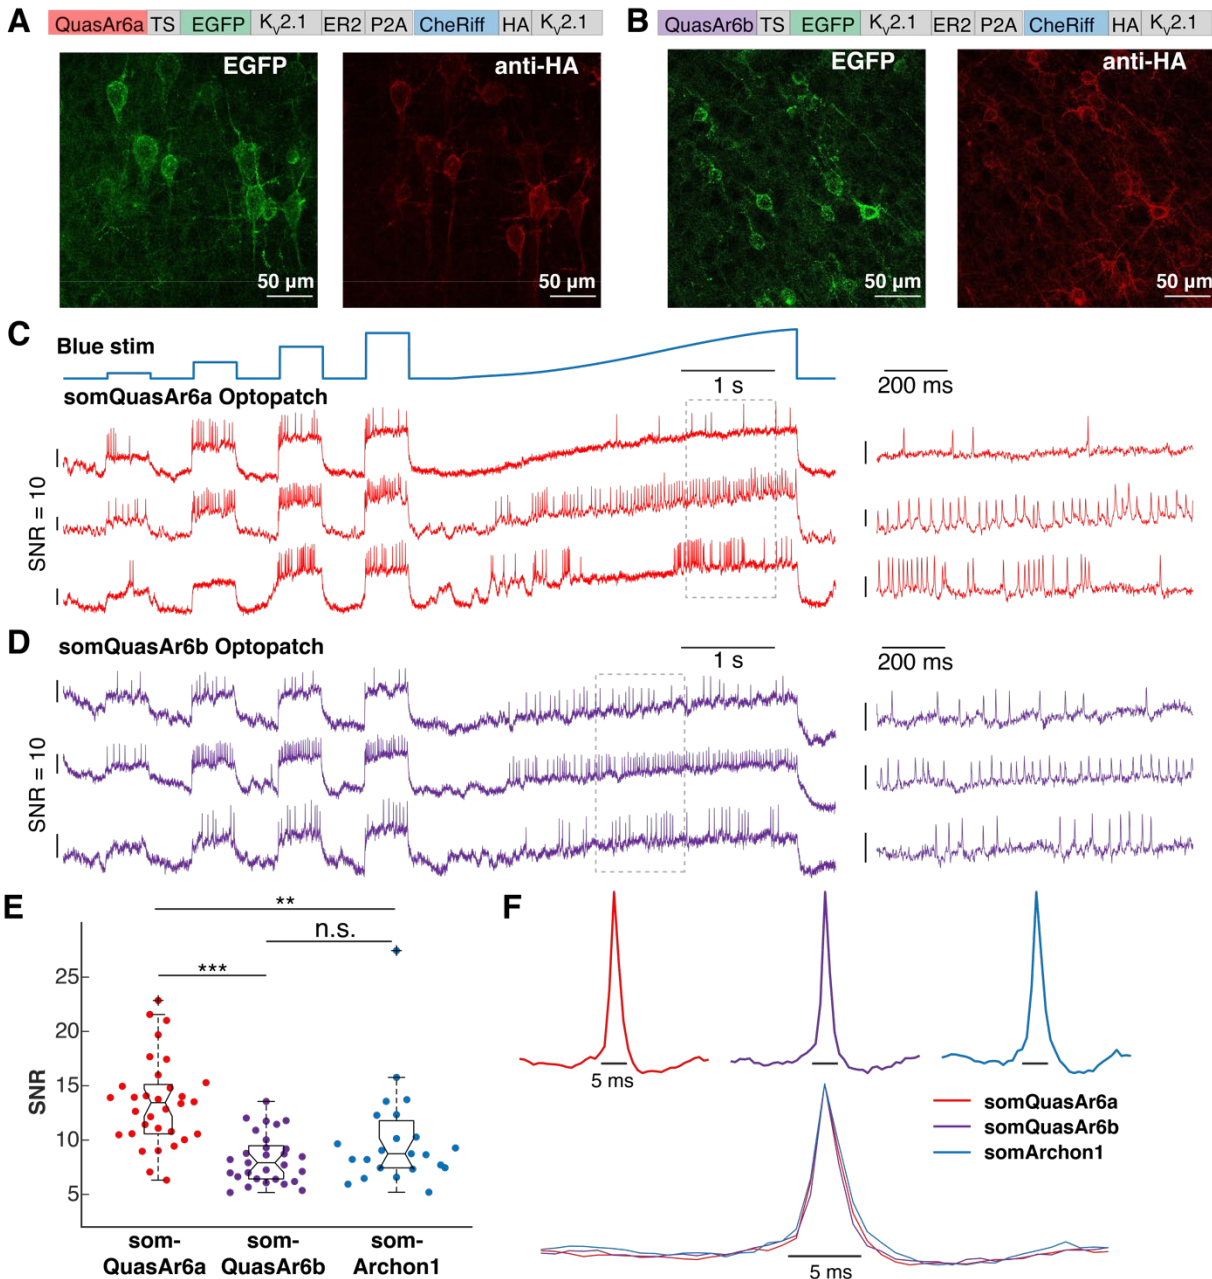 A
QuasAr6a TS EGFP Kv2.1 ER2 P2A CheRiff HA Kv2.1
EGFP
50 µm
anti-HA
50 µm
B
QuasAr6b TS EGFP Kv2.1 ER2 P2A CheRiff HA Kv2.1
EGFP
50 µm
anti-HA
50 µm
C
Blue stim
1 s
200 ms
somQuasAr6a Optopatch
SNR = 10
D
somQuasAr6b Optopatch
1 s
200 ms
SNR = 10
E
**
n.s.
***
25
20
15
10
5
SNR
som-
QuasAr6a
som-
QuasAr6b
som-
Archon1
F
5 ms
somQuasAr6a
somQuasAr6b
somArchon1
5 ms